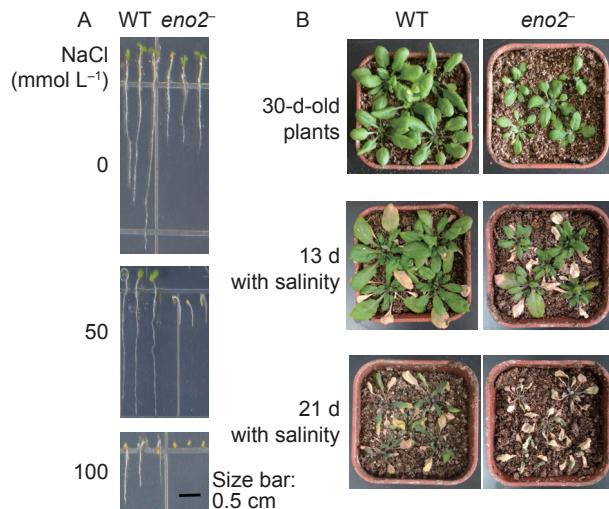 A WT eno2⁻
NaCl
(mmol L⁻¹)
0
50
100
Size bar:
0.5 cm
B WT eno2⁻
30-d-old
plants
13 d
with salinity
21 d
with salinity